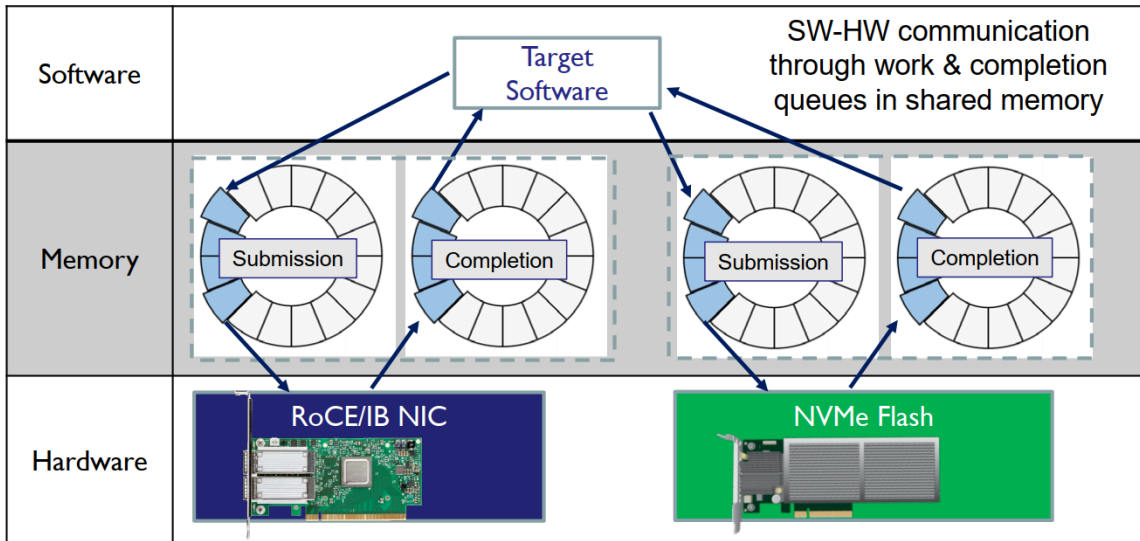 Software
Target
Software
SW-HW communication
through work & completion
queues in shared memory
Memory
Submission
Completion
Submission
Completion
Hardware
RoCE/IB NIC
NVMe Flash